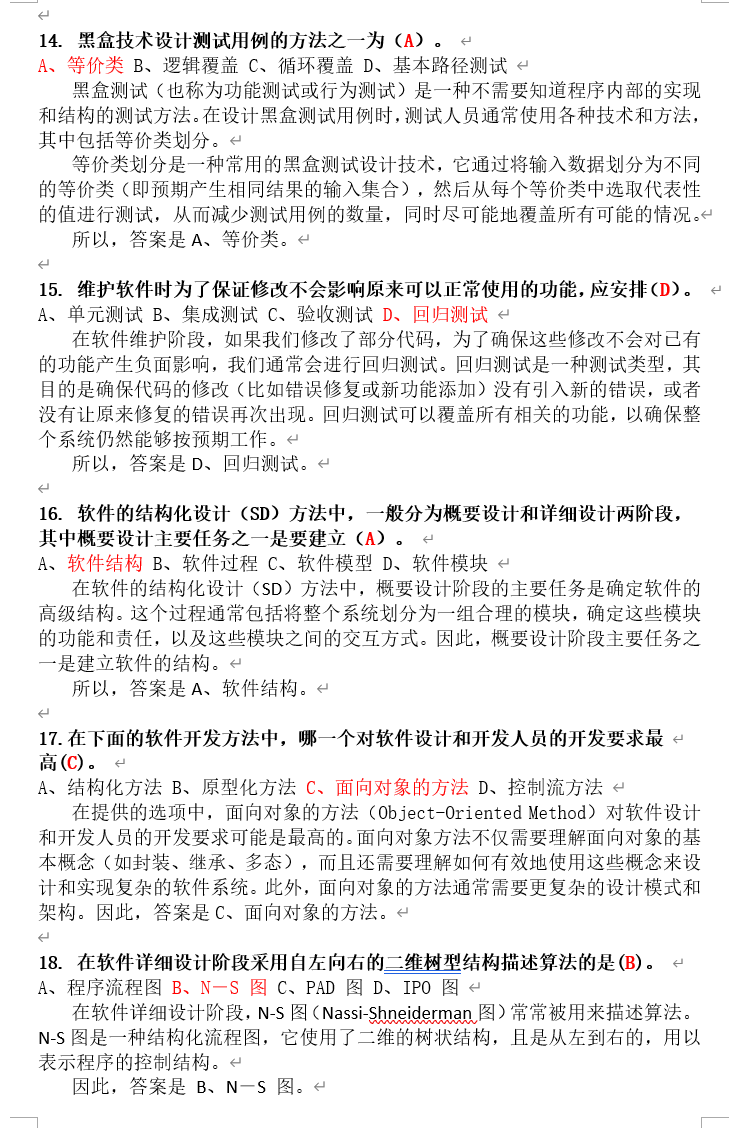 14. 黑盒技术设计测试用例的方法之一为（A）。
A、等价类 B、逻辑覆盖 C、循环覆盖 D、基本路径测试
黑盒测试（也称为功能测试或行为测试）是一种不需要知道程序内部的实现
和结构的测试方法。在设计黑盒测试用例时，测试人员通常使用各种技术和方法，
其中包括等价类划分。
等价类划分是一种常用的黑盒测试设计技术，它通过将输入数据划分为不同
的等价类（即预期产生相同结果的输入集合），然后从每个等价类中选取代表性
的值进行测试，从而减少测试用例的数量，同时尽可能地覆盖所有可能的情况。
所以，答案是 A、等价类。
15. 维护软件时为了保证修改不会影响原来可以正常使用的功能，应安排(D)。
A、单元测试 B、集成测试 C、验收测试 D、回归测试
在软件维护阶段，如果我们修改了部分代码，为了确保这些修改不会对已有
的功能产生负面影响，我们通常会进行回归测试。回归测试是一种测试类型，其
目的是确保代码的修改（比如错误修复或新功能添加）没有引入新的错误，或者
没有让原来修复的错误再次出现。回归测试可以覆盖所有相关的功能，以确保整
个系统仍然能够按预期工作。
所以，答案是 D、回归测试。
16. 软件的结构化设计（SD）方法中，一般分为概要设计和详细设计两阶段，
其中概要设计主要任务之一是要建立（A）。
A、软件结构 B、软件过程 C、软件模型 D、软件模块
在软件的结构化设计（SD）方法中，概要设计阶段的主要任务是确定软件的
高级结构。这个过程通常包括将整个系统划分为一组合理的模块，确定这些模块
的功能和责任，以及这些模块之间的交互方式。因此，概要设计阶段主要任务之
一是建立软件的结构。
所以，答案是 A、软件结构。
17. 在下面的软件开发方法中，哪一个对软件设计和开发人员的开发要求最
高(C)。
A、结构化方法 B、原型化方法 C、面向对象的方法 D、控制流方法
在提供的选项中，面向对象的方法（Object-Oriented Method）对软件设计
和开发人员的开发要求可能是最高的。面向对象方法不仅需要理解面向对象的基
本概念（如封装、继承、多态），而且还需要理解如何有效地使用这些概念来设
计和实现复杂的软件系统。此外，面向对象的方法通常需要更复杂的设计模式和
架构。因此，答案是 C、面向对象的方法。
18. 在软件详细设计阶段采用自左向右的二维树型结构描述算法的是(B)。
A、程序流程图 B、N－S 图 C、PAD 图 D、IPO 图
在软件详细设计阶段，N-S 图（Nassi-Shneiderman 图）常常被用来描述算法。
N-S 图是一种结构化流程图，它使用了二维的树状结构，且是从左到右的，用以
表示程序的控制结构。
因此，答案是 B、N－S 图。